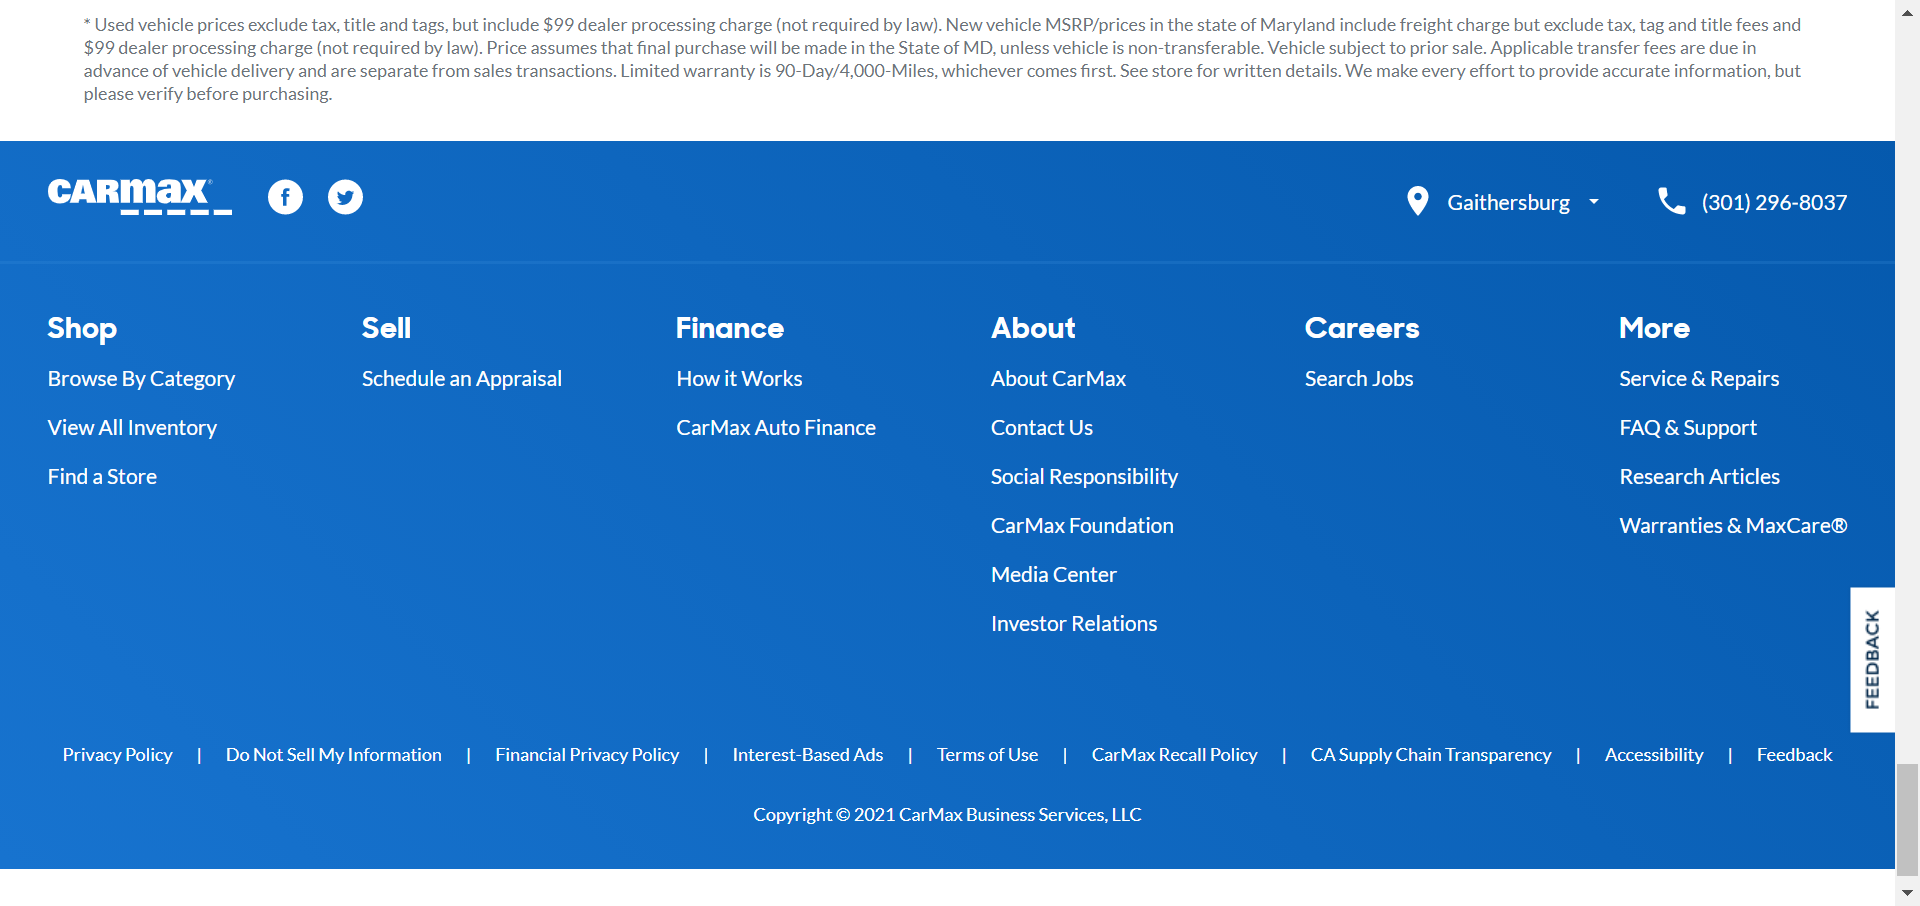 * Used vehicle prices exclude tax, title and tags, but include $99 dealer processing charge (not required by law). New vehicle MSRP/prices in the state of Maryland include freight charge but exclude tax, tag and title fees and
$99 dealer processing charge (not required by law). Price assumes that final purchase will be made in the State of MD, unless vehicle is non-transferable. Vehicle subject to prior sale. Applicable transfer fees are due in
advance of vehicle delivery and are separate from sales transactions. Limited warranty is 90-Day/4,000-Miles, whichever comes first. See store for written details. We make every effort to provide accurate information, but
please verify before purchasing.
CARMAX®
Gaithersburg
(301) 296-8037
Shop
Browse By Category
View All Inventory
Find a Store
Sell
Schedule an Appraisal
Finance
How it Works
CarMax Auto Finance
About
About CarMax
Contact Us
Social Responsibility
CarMax Foundation
Media Center
Investor Relations
Careers
Search Jobs
More
Service & Repairs
FAQ & Support
Research Articles
Warranties & MaxCare®
FEEDBACK
Privacy Policy | Do Not Sell My Information | Financial Privacy Policy | Interest-Based Ads | Terms of Use | CarMax Recall Policy | CA Supply Chain Transparency | Accessibility | Feedback
Copyright © 2021 CarMax Business Services, LLC